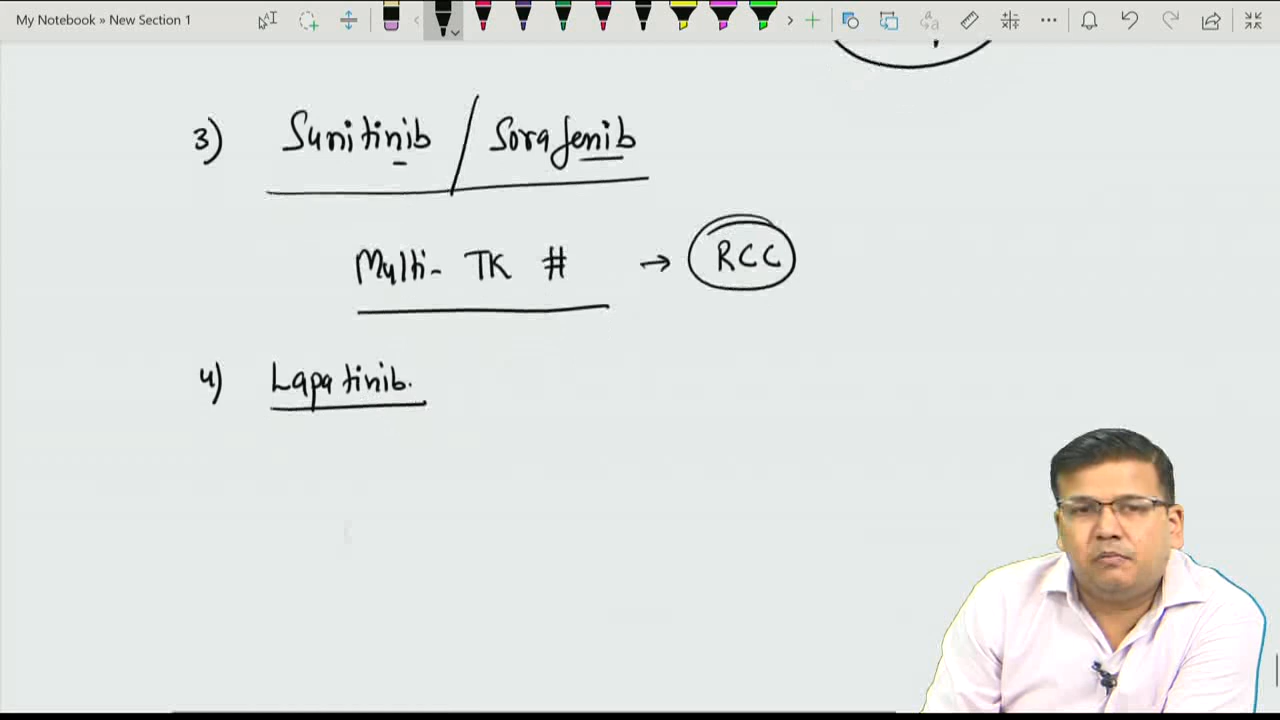 My Notebook » New Section 1
3) Sunitinib / Sorafenib
Multi- TK # → RCC
4) Lapatinib.